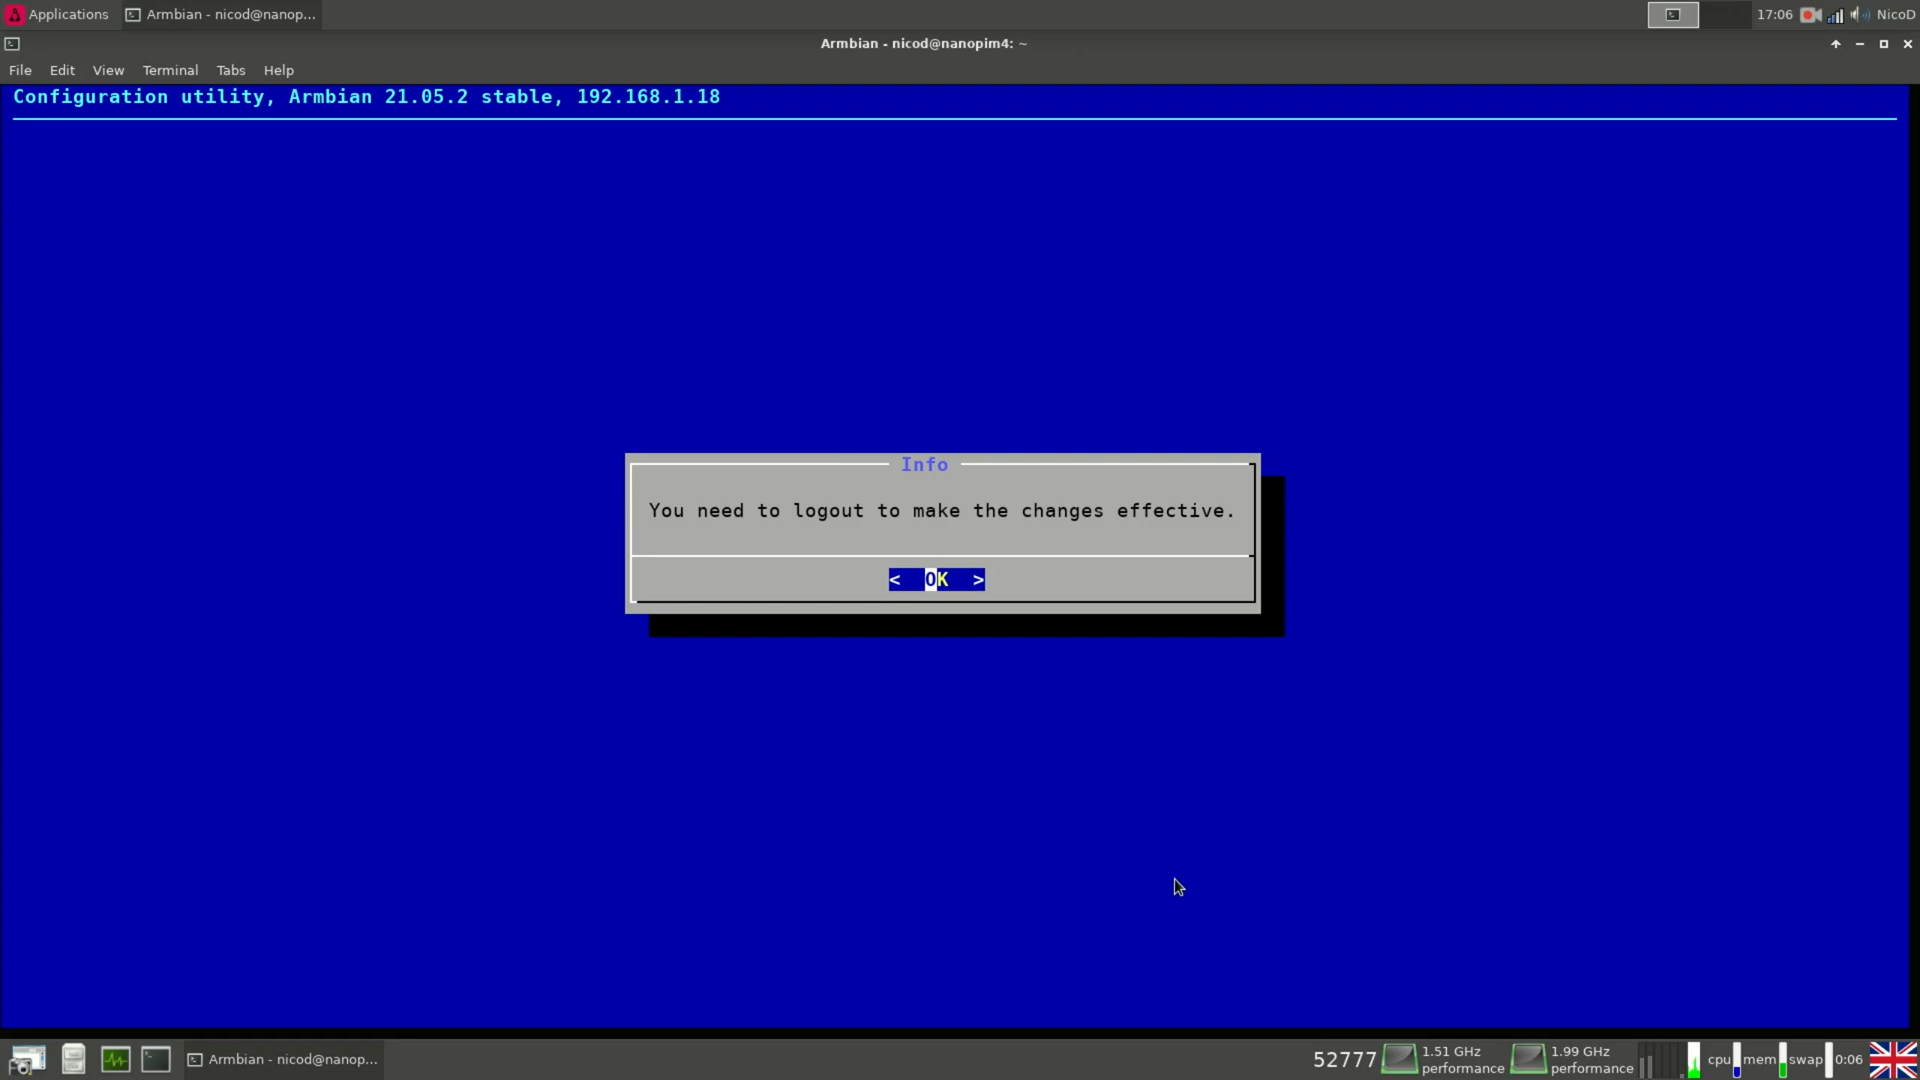 Applications
Armbian - nicod@nanop...
17:06
NicoD
Armbian - nicod@nanopim4: ~
File Edit View Terminal Tabs Help
Configuration utility, Armbian 21.05.2 stable, 192.168.1.18
Info
You need to logout to make the changes effective.
< OK >
Armbian - nicod@nanop...
52777
1.51 GHz
performance
1.99 GHz
performance
cpu
mem
swap
0:06